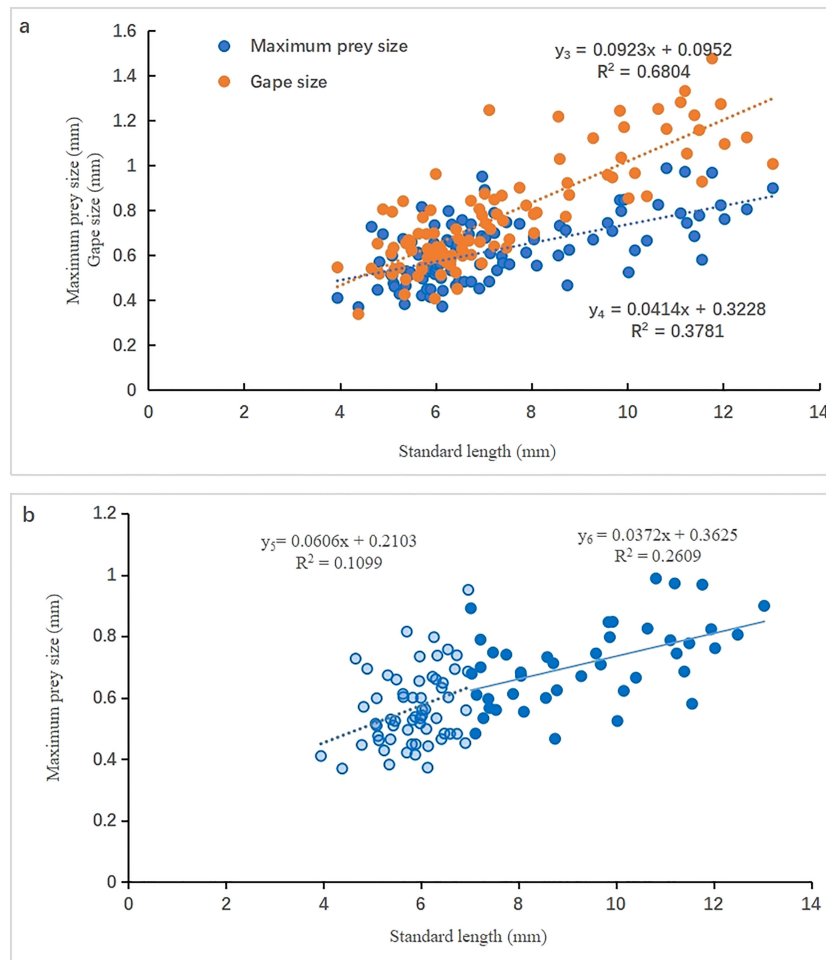 a
Maximum prey size
Gape size
y₃ = 0.0923x + 0.0952
R² = 0.6804
y₄ = 0.0414x + 0.3228
R² = 0.3781
Maximum prey size (mm)
Gape size (mm)
1.6
1.4
1.2
1
0.8
0.6
0.4
0.2
0
0 2 4 6 8 10 12 14
Standard length (mm)
b
y₅= 0.0606x + 0.2103
R² = 0.1099
y₆ = 0.0372x + 0.3625
R² = 0.2609
Maximum prey size (mm)
1.2
1
0.8
0.6
0.4
0.2
0
0 2 4 6 8 10 12 14
Standard length (mm)